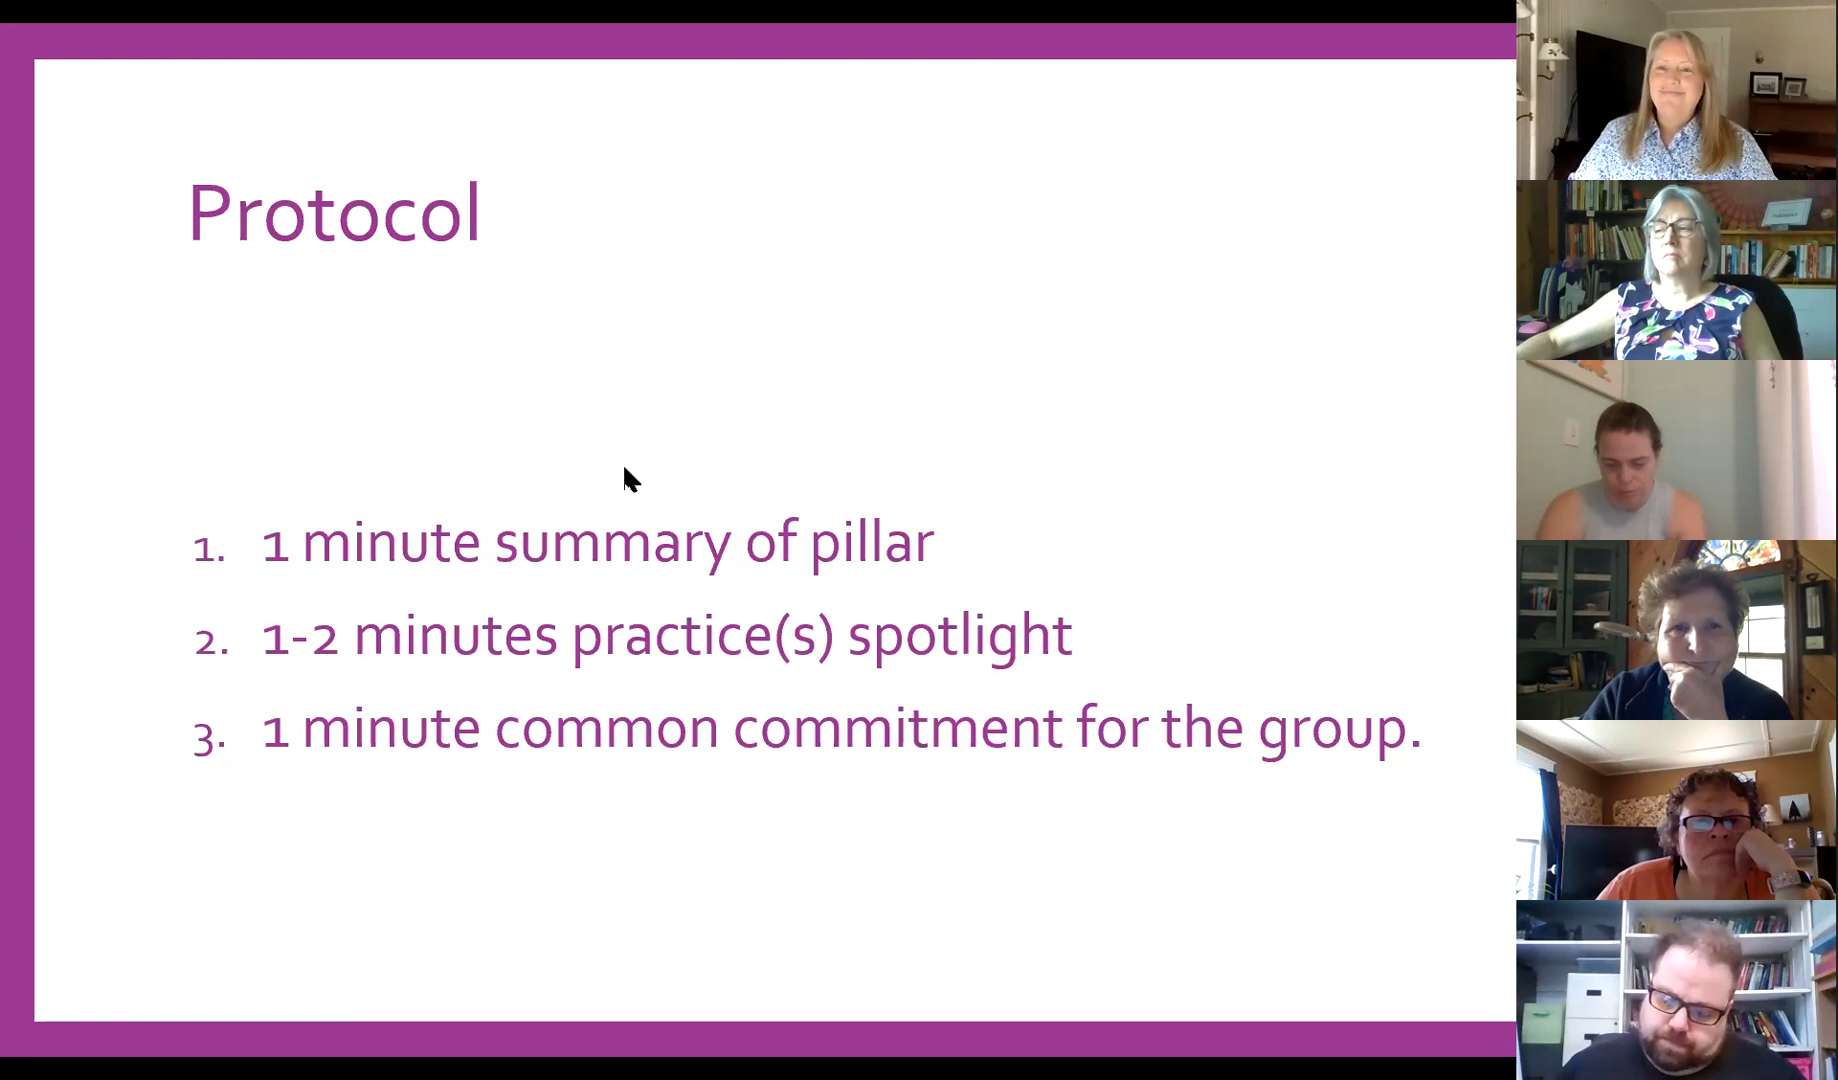 Protocol
1. 1 minute summary of pillar
2. 1-2 minutes practice(s) spotlight
3. 1 minute common commitment for the group.